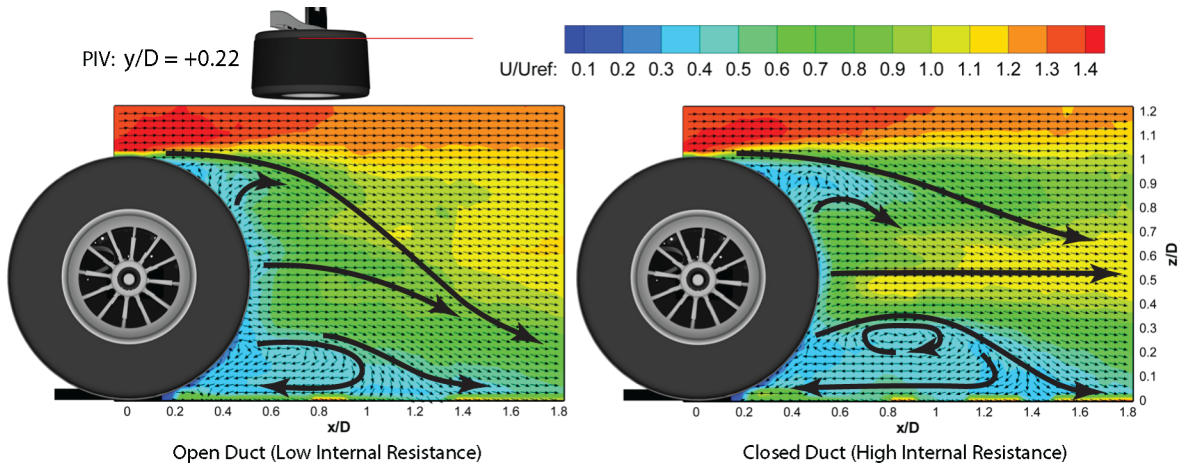 PIV: y/D = +0.22
U/Uref: 0.1 0.2 0.3 0.4 0.5 0.6 0.7 0.8 0.9 1.0 1.1 1.2 1.3 1.4
0 0.2 0.4 0.6 0.8 1 1.2 1.4 1.6 1.8
x/D
Open Duct (Low Internal Resistance)
1.2
1.1
1
0.9
0.8
0.7
0.6
0.5
0.4
0.3
0.2
0.1
0
z/D
0 0.2 0.4 0.6 0.8 1 1.2 1.4 1.6 1.8
x/D
Closed Duct (High Internal Resistance)